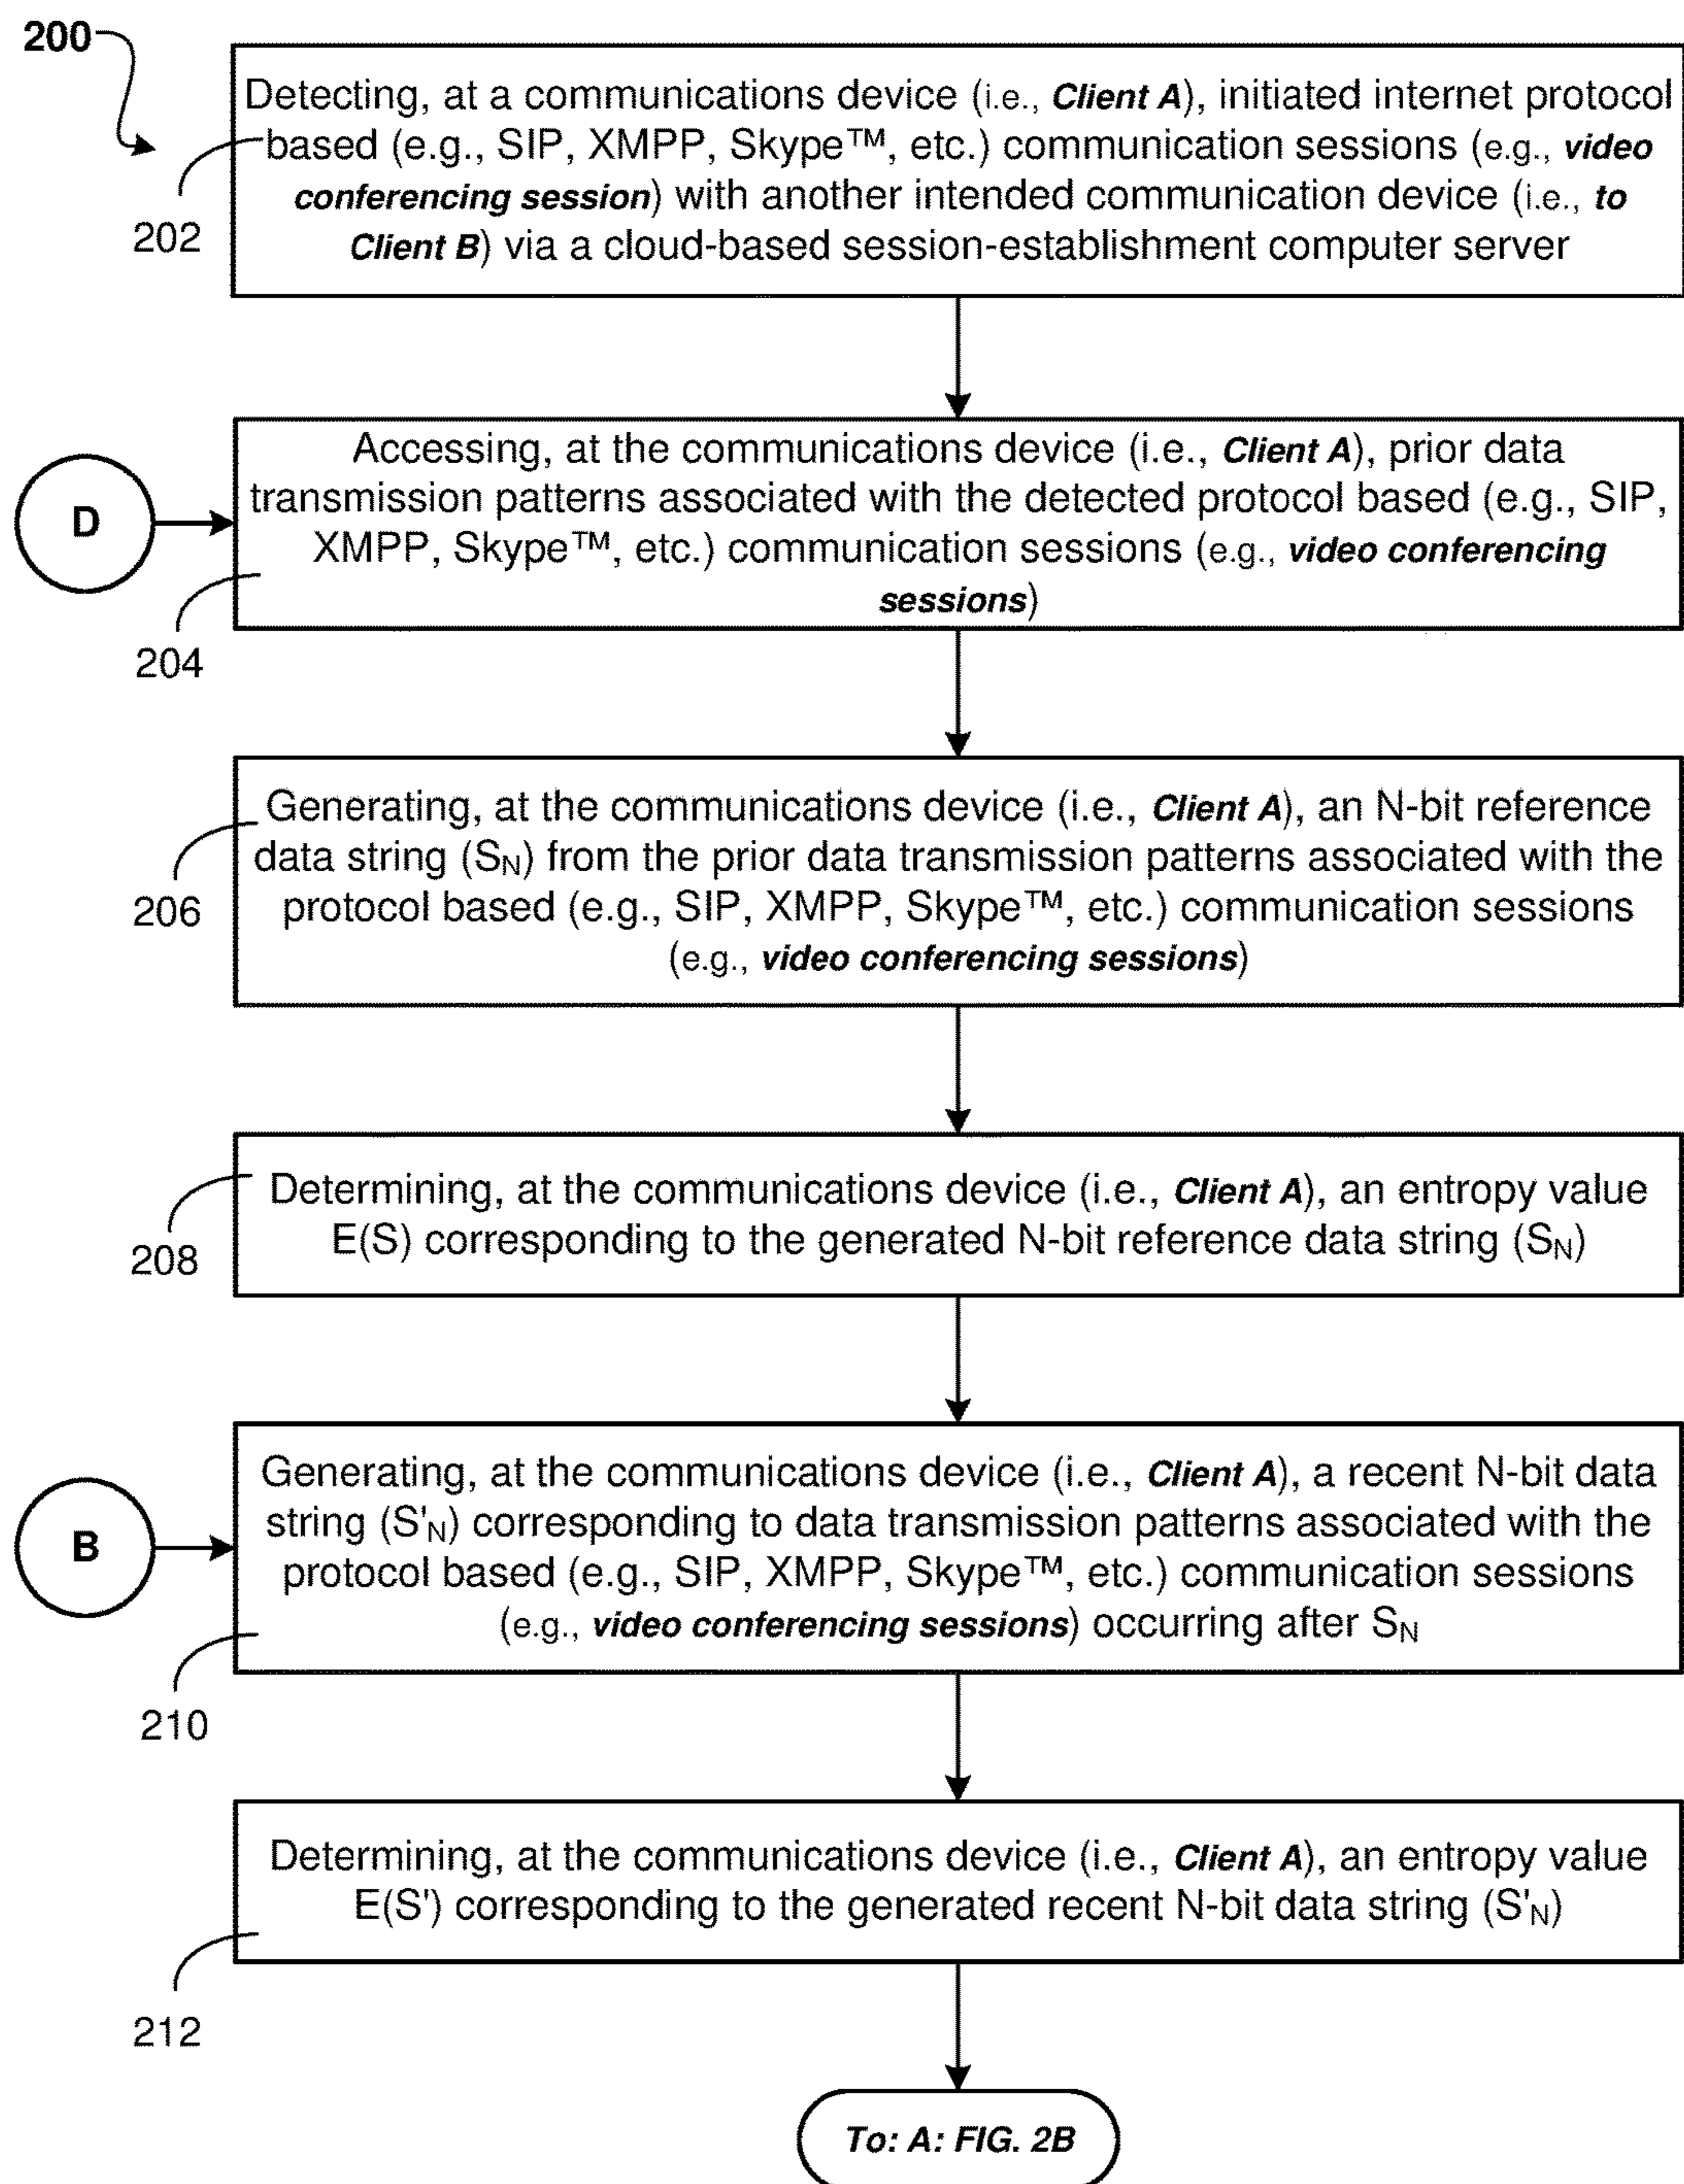 200
Detecting, at a communications device (i.e., Client A), initiated internet protocol
based (e.g., SIP, XMPP, Skype™, etc.) communication sessions (e.g., video
conferencing session) with another intended communication device (i.e., to
Client B) via a cloud-based session-establishment computer server
202
Accessing, at the communications device (i.e., Client A), prior data
transmission patterns associated with the detected protocol based (e.g., SIP,
XMPP, Skype™, etc.) communication sessions (e.g., video conferencing
sessions)
D
204
Generating, at the communications device (i.e., Client A), an N-bit reference
data string (SN) from the prior data transmission patterns associated with the
protocol based (e.g., SIP, XMPP, Skype™, etc.) communication sessions
(e.g., video conferencing sessions)
206
Determining, at the communications device (i.e., Client A), an entropy value
E(S) corresponding to the generated N-bit reference data string (SN)
208
Generating, at the communications device (i.e., Client A), a recent N-bit data
string (S'N) corresponding to data transmission patterns associated with the
protocol based (e.g., SIP, XMPP, Skype™, etc.) communication sessions
(e.g., video conferencing sessions) occurring after SN
B
210
Determining, at the communications device (i.e., Client A), an entropy value
E(S') corresponding to the generated recent N-bit data string (S'N)
212
To: A: FIG. 2B